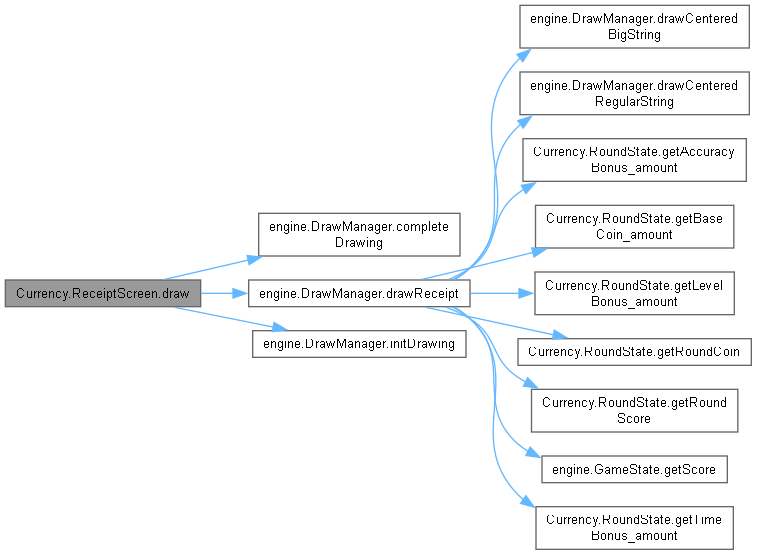 engine.DrawManager.drawCentered
BigString
engine.DrawManager.drawCentered
RegularString
Currency.RoundState.getAccuracy
Bonus_amount
Currency.RoundState.getBase
Coin_amount
engine.DrawManager.complete
Drawing
Currency.ReceiptScreen.draw
engine.DrawManager.drawReceipt
Currency.RoundState.getLevel
Bonus_amount
engine.DrawManager.initDrawing
Currency.RoundState.getRoundCoin
Currency.RoundState.getRound
Score
engine.GameState.getScore
Currency.RoundState.getTime
Bonus_amount